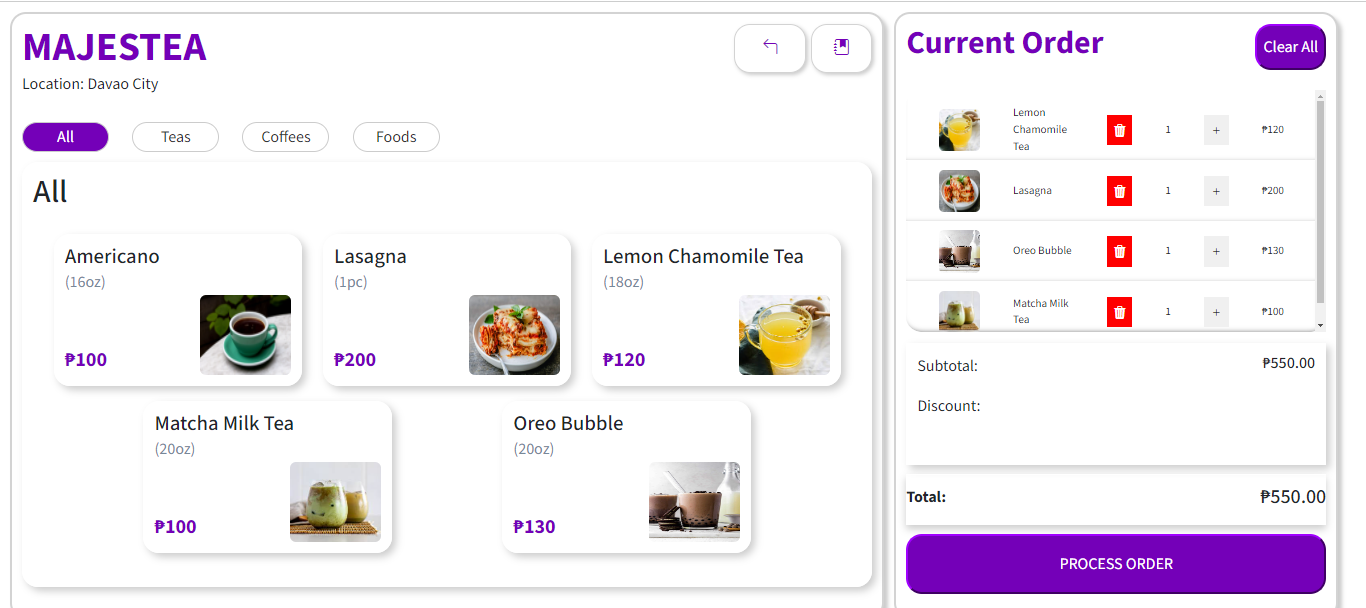 MAJESTEA
Location: Davao City
All
Teas
Coffees
Foods
All
Americano
(16oz)
₱100
Lasagna
(1pc)
₱200
Lemon Chamomile Tea
(18oz)
₱120
Matcha Milk Tea
(20oz)
₱100
Oreo Bubble
(20oz)
₱130
Current Order
Clear All
Lemon
Chamomile
Tea
1
+
₱120
Lasagna
1
+
₱200
Oreo Bubble
1
+
₱130
Matcha Milk
Tea
1
+
₱100
Subtotal:
₱550.00
Discount:
Total:
₱550.00
PROCESS ORDER